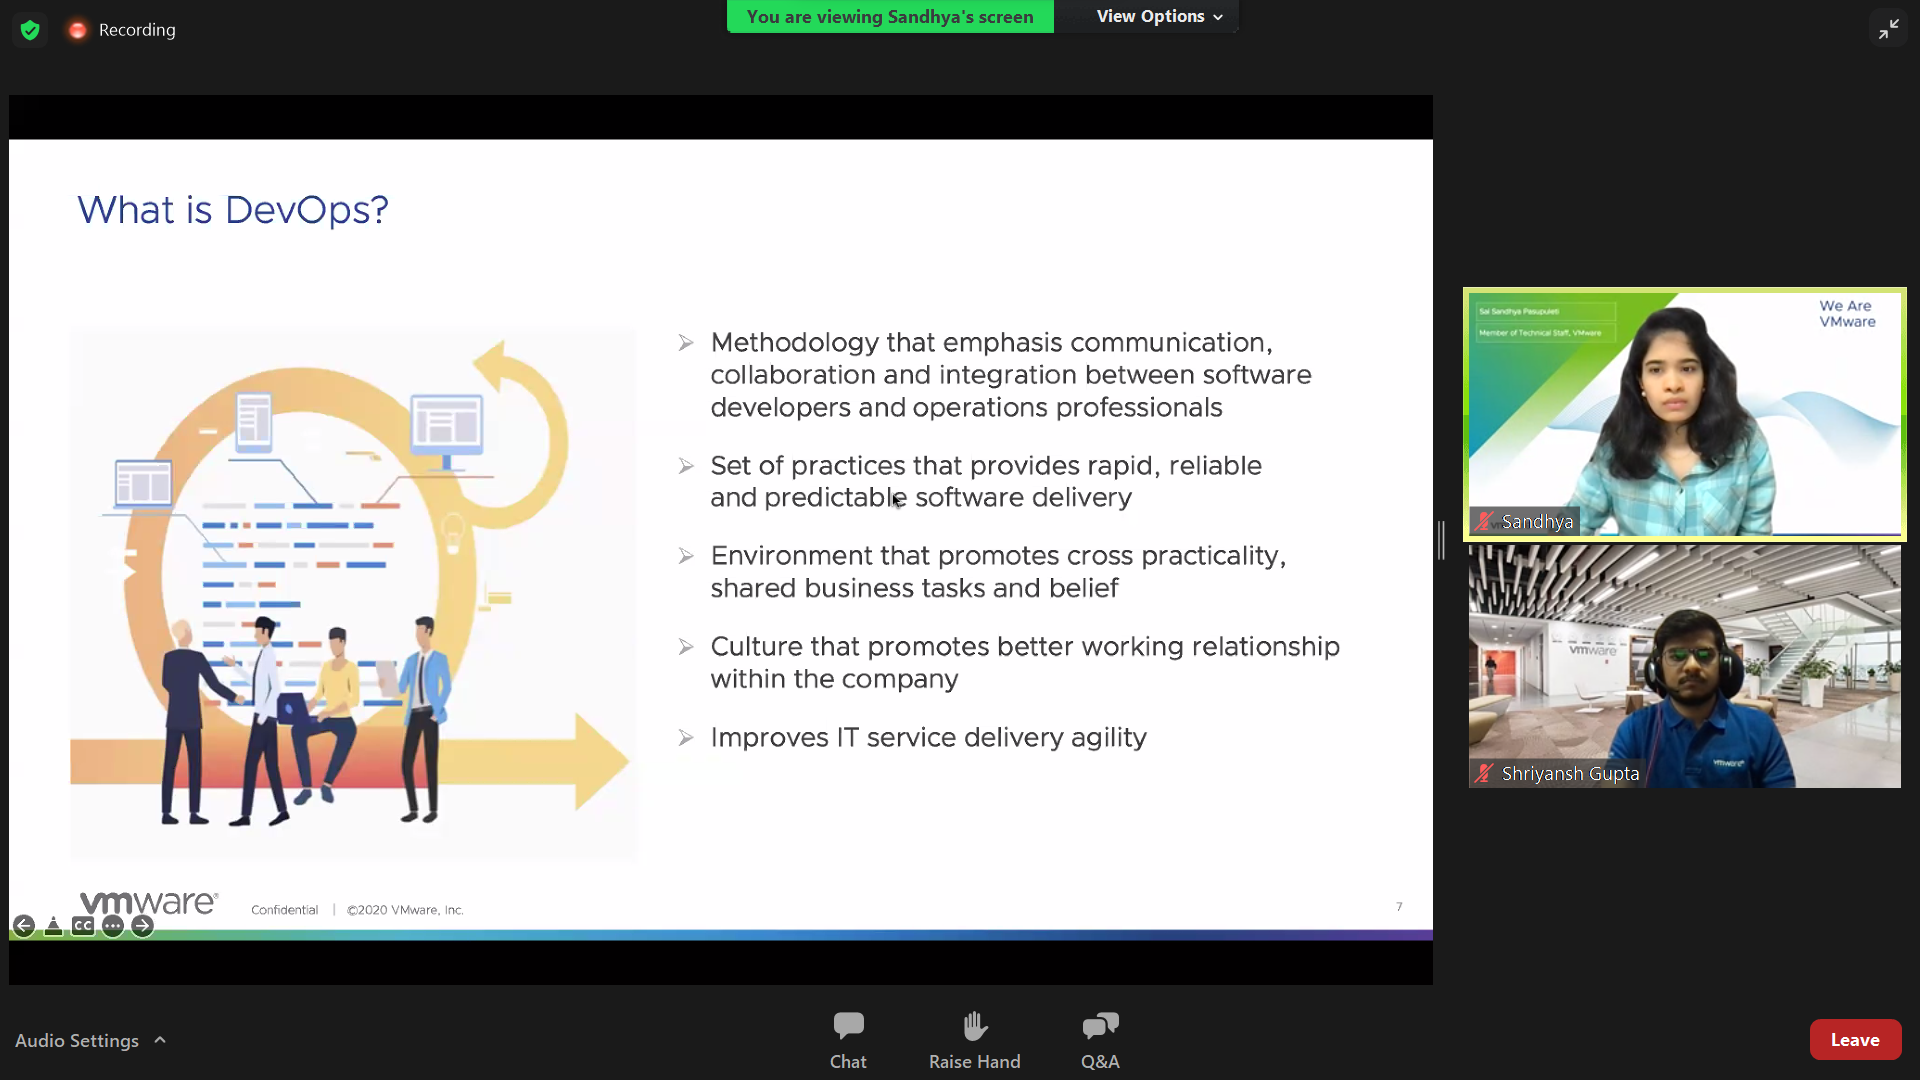 Recording
You are viewing Sandhya's screen
View Options
What is DevOps?
Methodology that emphasis communication,
collaboration and integration between software
developers and operations professionals
Set of practices that provides rapid, reliable
and predictable software delivery
Environment that promotes cross practicality,
shared business tasks and belief
Culture that promotes better working relationship
within the company
Improves IT service delivery agility
vmware®
Confidential | ©2020 VMware, Inc.
7
CC
Sai Sandhya Pasupuleti
Member of Technical Staff, VMware
We Are
VMware
Sandhya
vmware
vmware
Shriyansh Gupta
Audio Settings
Chat
Raise Hand
Q&A
Leave